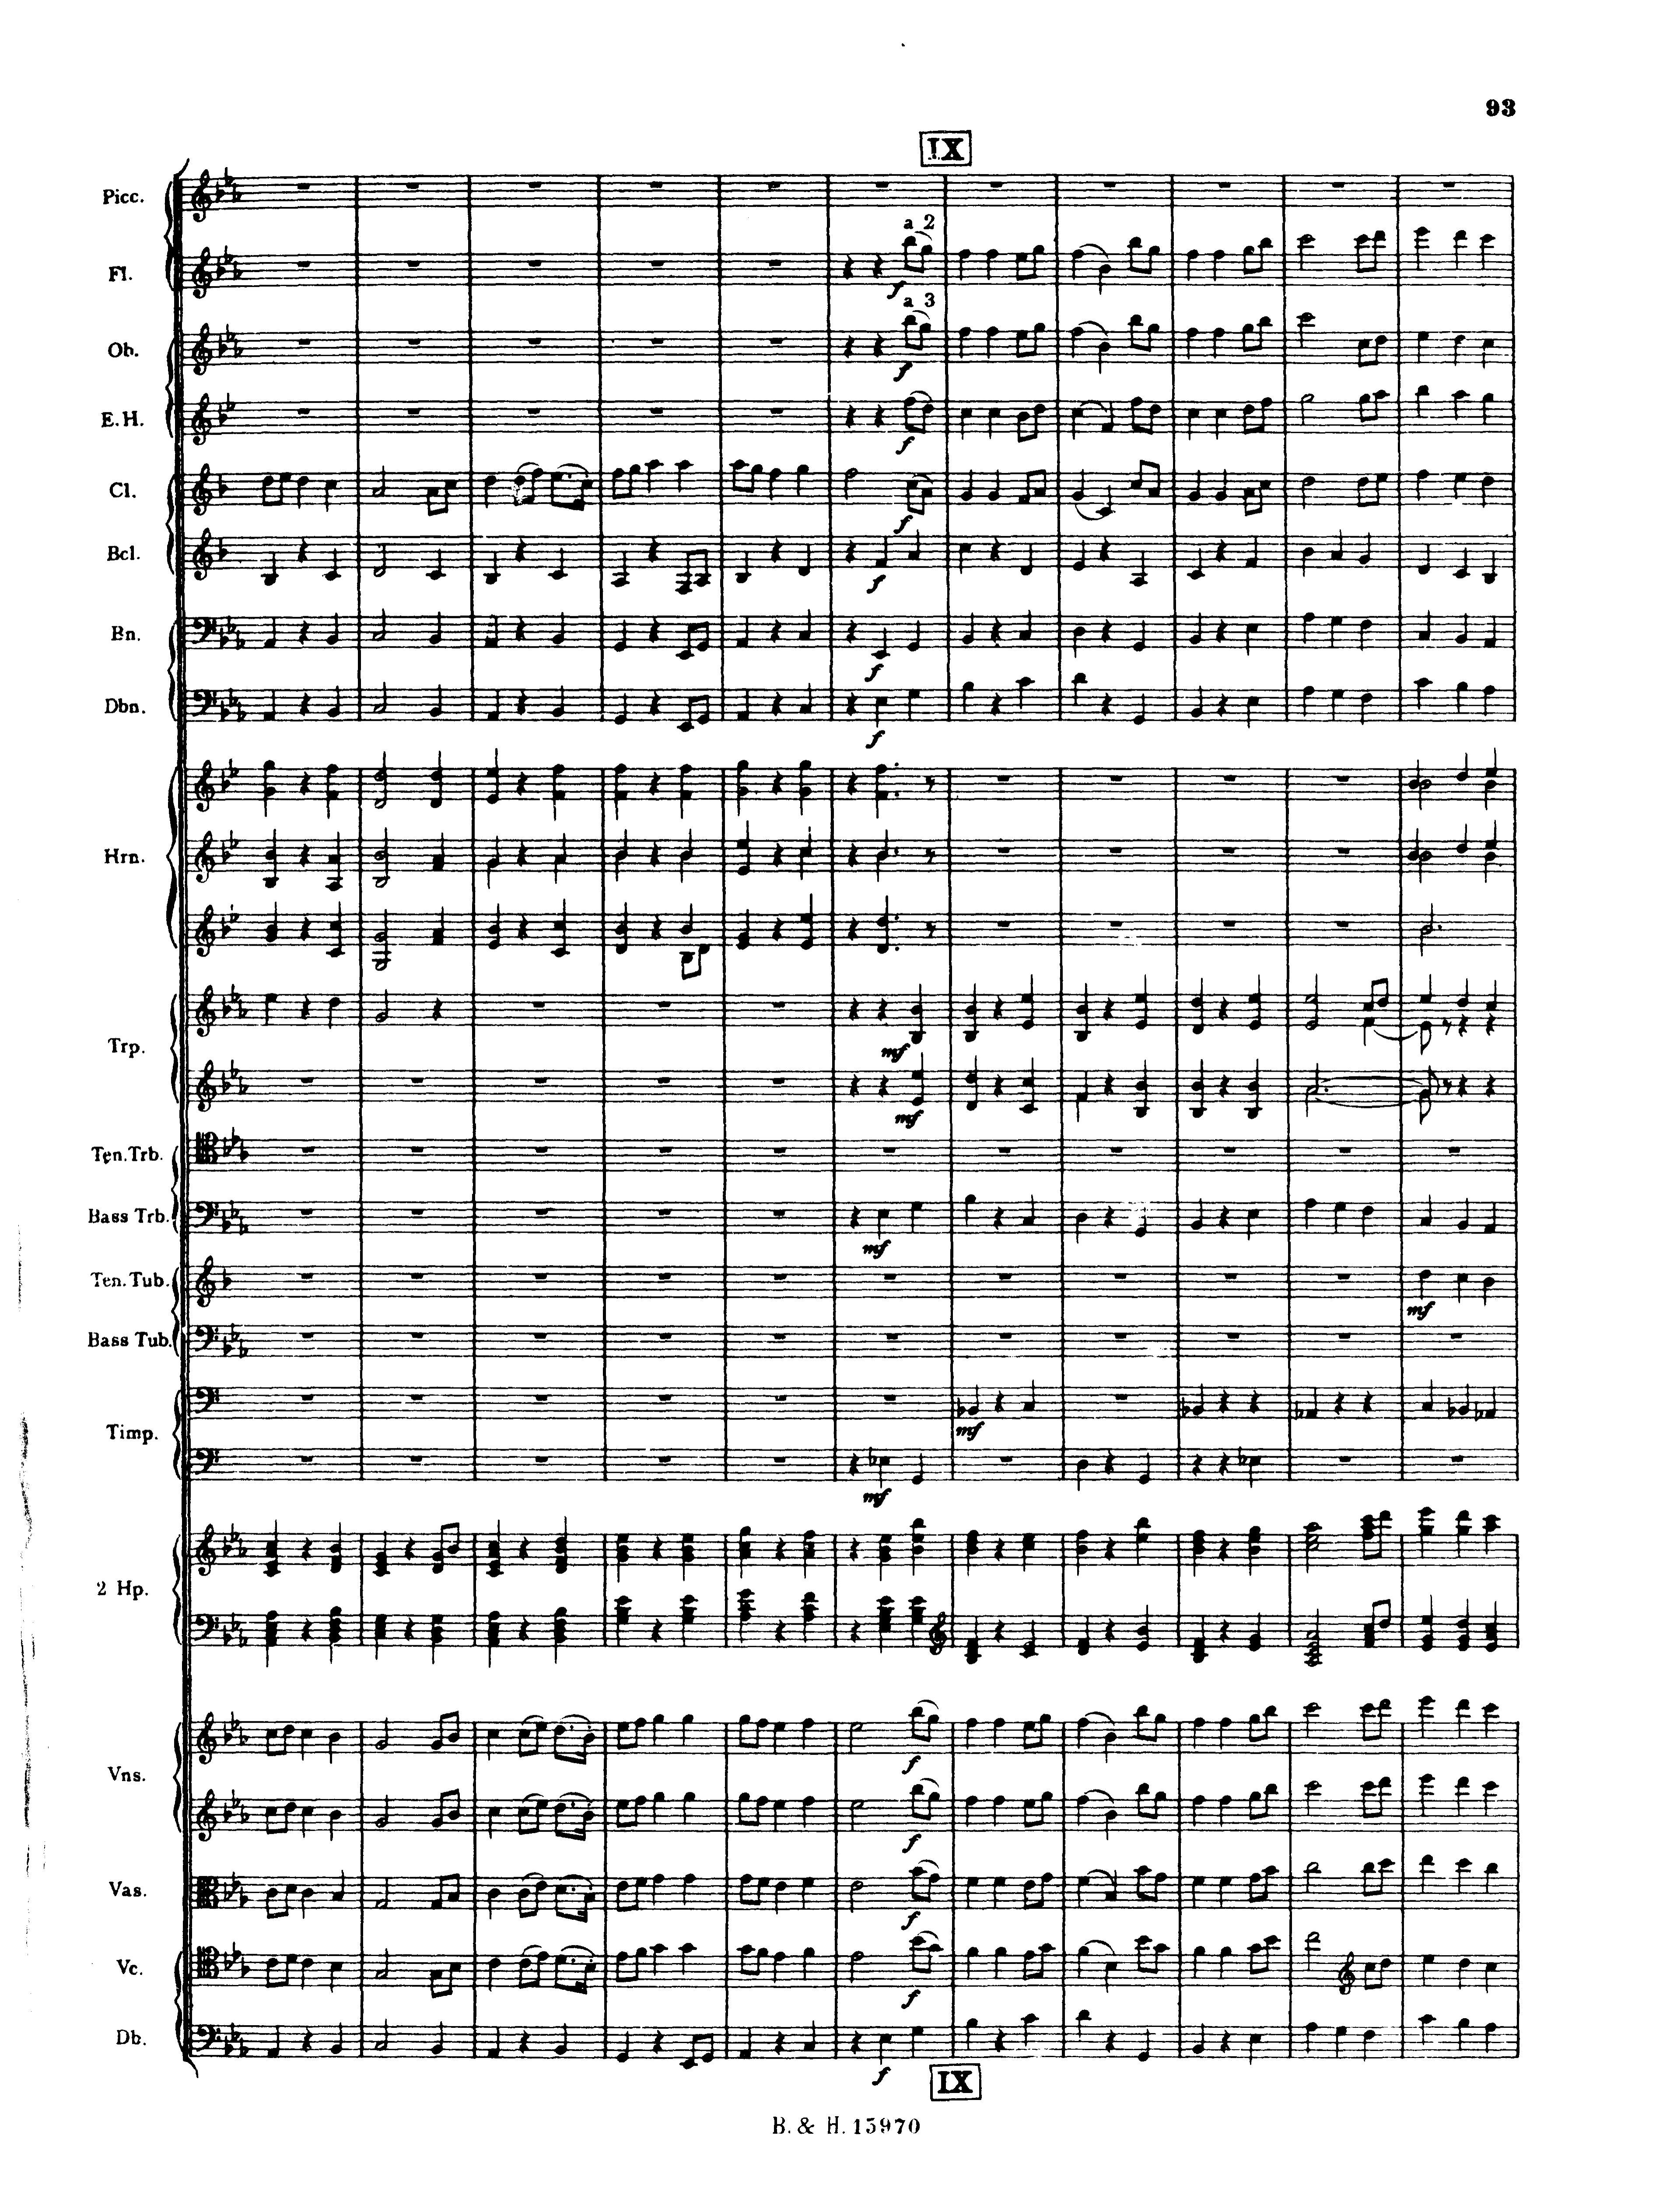 93
IX
Picc.
a 2
Fl.
f
a 3
Ob.
f
E.H.
f
Cl.
f
Bcl.
f
Bn.
f
Dbn.
f
Hrn.
mf
Trp.
mf
Ten. Trb.
Bass Trb.
mf
Ten. Tub.
mf
Bass Tub.
mf
Timp.
mf
2 Hp.
f
Vns.
f
Vas.
f
Vc.
f
Db.
f
IX
B. & H. 15970